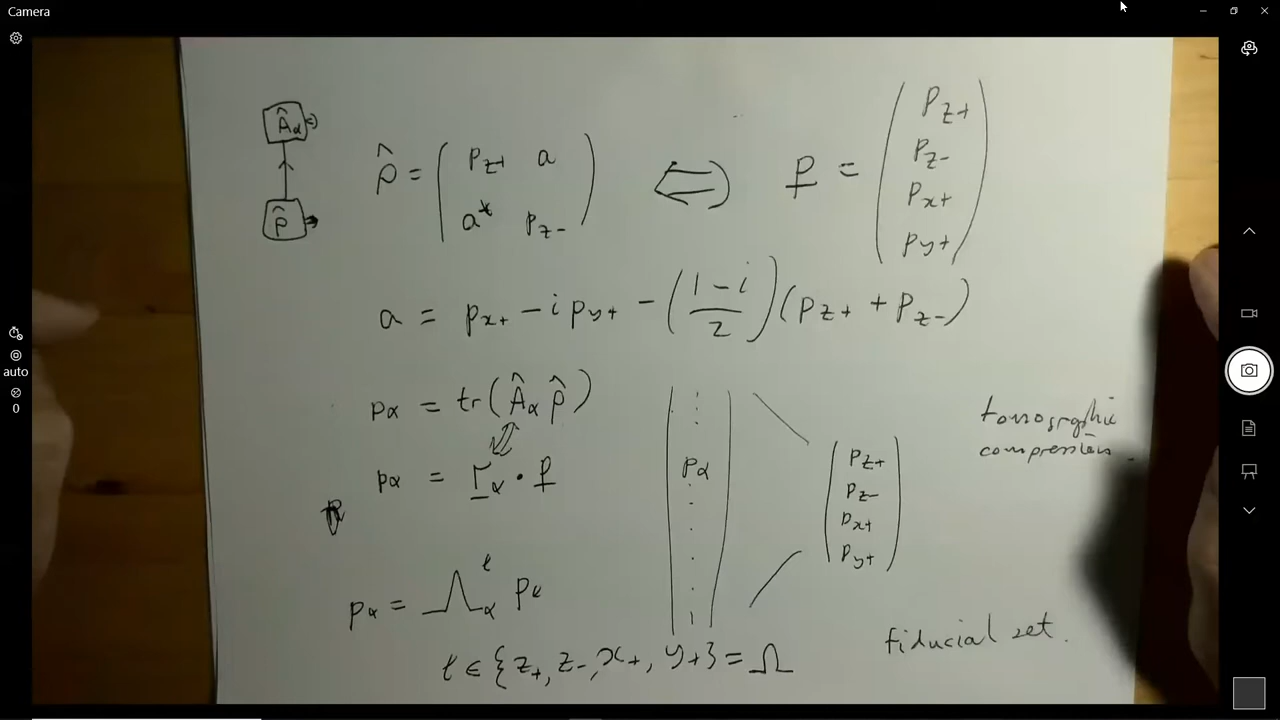 Camera
Â_α
ρ̂
ρ̂ = ( p_z+ a
a* p_z- )
⟺
p = ( p_z+
p_z-
p_x+
p_y+ )
a = p_x+ - i p_y+ - ((1-i)/2)(p_z+ + p_z-)
p_α = tr(Â_α ρ̂)
p_α = r_α · p
p_α
p_z+
p_z-
p_x+
p_y+
tomographic
compression
p_α = Λ_α^ℓ p_ℓ
fiducial set.
ℓ ∈ {z+, z-, x+, y+} = Ω
auto
0